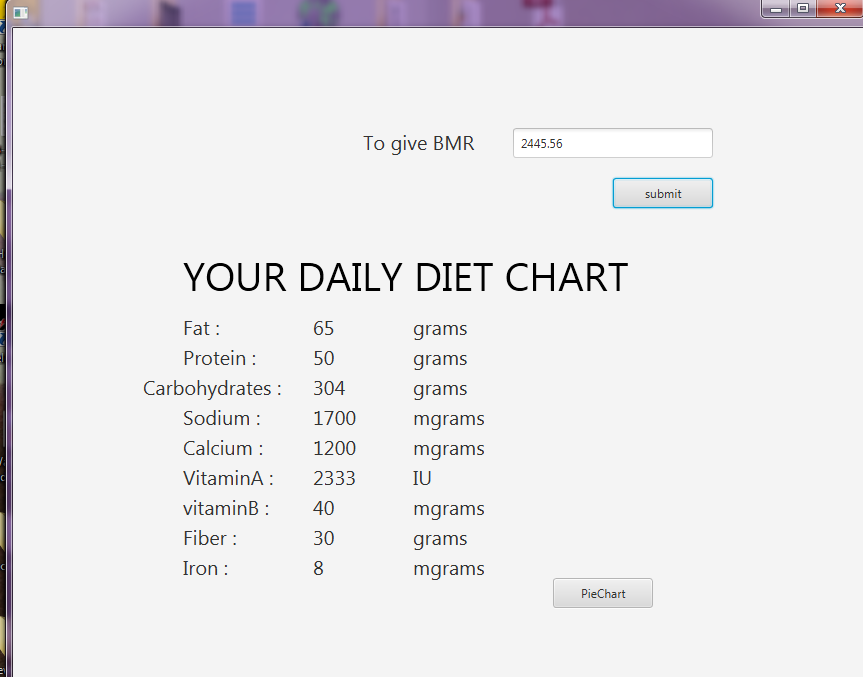 To give BMR 2445.56
submit
YOUR DAILY DIET CHART
Fat : 65 grams
Protein : 50 grams
Carbohydrates : 304 grams
Sodium : 1700 mgrams
Calcium : 1200 mgrams
VitaminA : 2333 IU
vitaminB : 40 mgrams
Fiber : 30 grams
Iron : 8 mgrams
PieChart